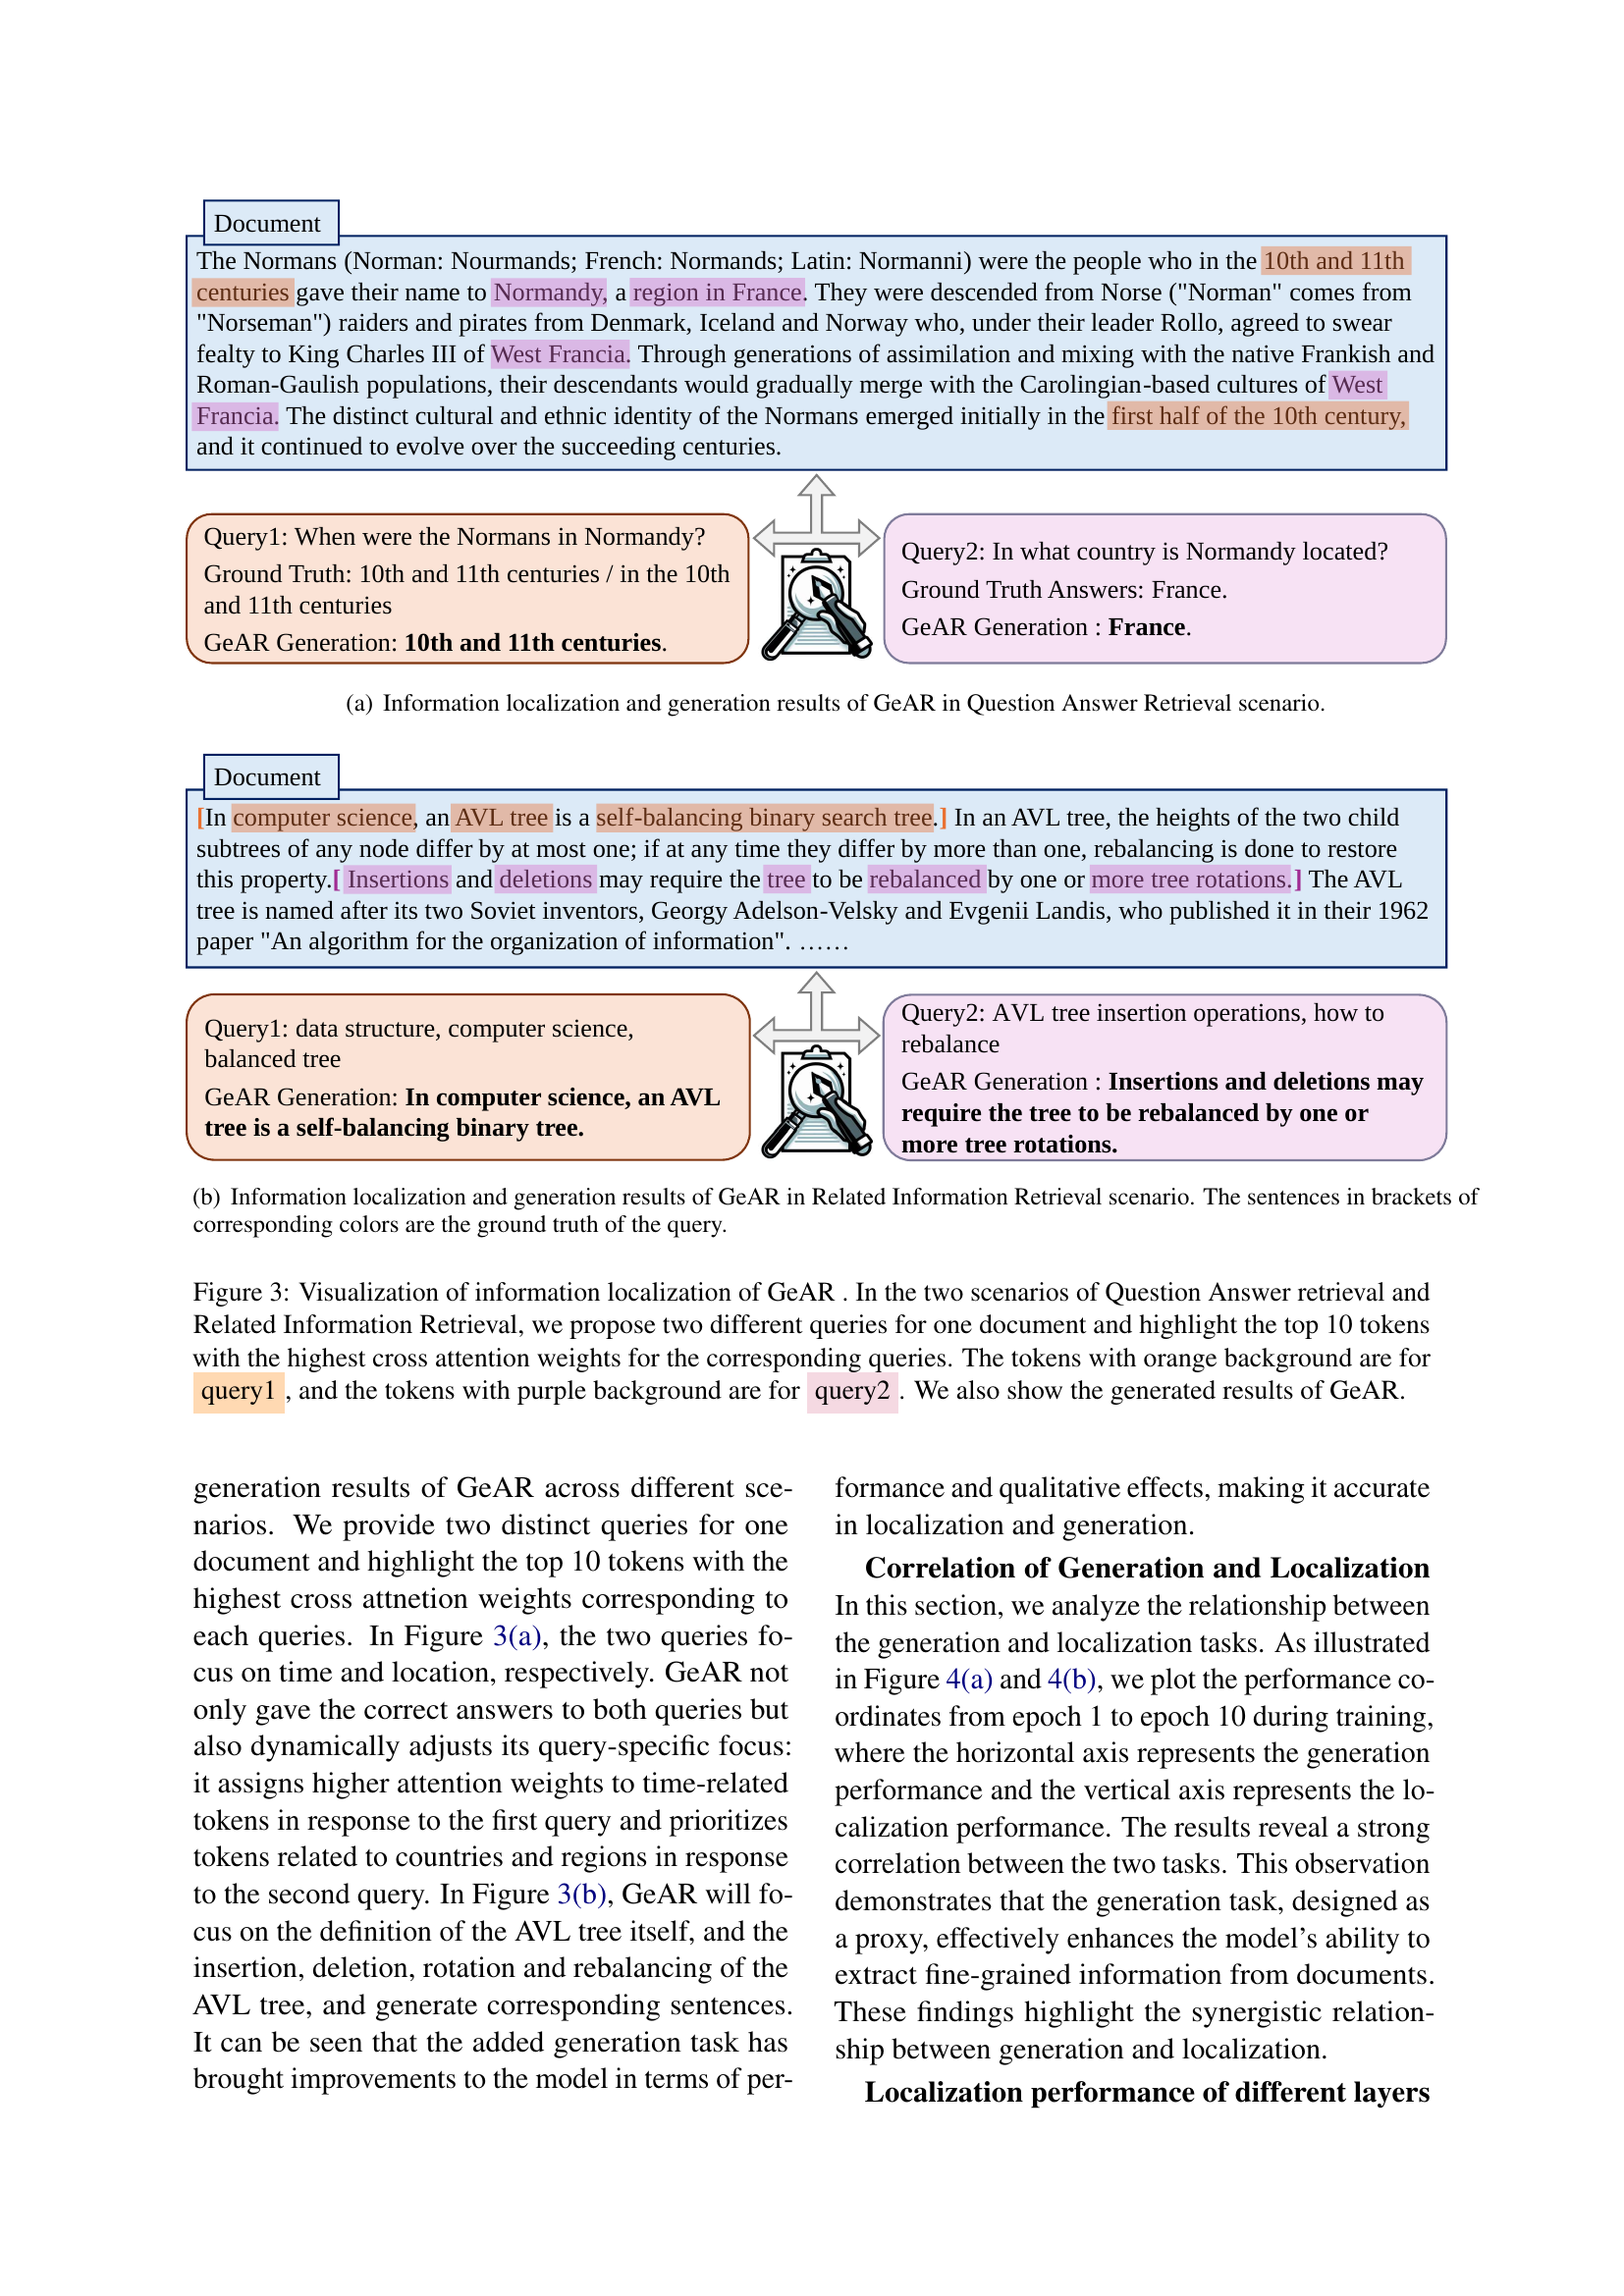 Document
The Normans (Norman: Nourmands; French: Normands; Latin: Normanni) were the people who in the 10th and 11th
centuries gave their name to Normandy, a region in France. They were descended from Norse ("Norman" comes from
"Norseman") raiders and pirates from Denmark, Iceland and Norway who, under their leader Rollo, agreed to swear
fealty to King Charles III of West Francia. Through generations of assimilation and mixing with the native Frankish and
Roman-Gaulish populations, their descendants would gradually merge with the Carolingian-based cultures of West
Francia. The distinct cultural and ethnic identity of the Normans emerged initially in the first half of the 10th century,
and it continued to evolve over the succeeding centuries.
Query1: When were the Normans in Normandy?
Ground Truth: 10th and 11th centuries / in the 10th
and 11th centuries
GeAR Generation: 10th and 11th centuries.
Query2: In what country is Normandy located?
Ground Truth Answers: France.
GeAR Generation : France.
(a) Information localization and generation results of GeAR in Question Answer Retrieval scenario.
Document
[In computer science, an AVL tree is a self-balancing binary search tree.] In an AVL tree, the heights of the two child
subtrees of any node differ by at most one; if at any time they differ by more than one, rebalancing is done to restore
this property.[ Insertions and deletions may require the tree to be rebalanced by one or more tree rotations.] The AVL
tree is named after its two Soviet inventors, Georgy Adelson-Velsky and Evgenii Landis, who published it in their 1962
paper "An algorithm for the organization of information". ……
Query1: data structure, computer science,
balanced tree
GeAR Generation: In computer science, an AVL
tree is a self-balancing binary tree.
Query2: AVL tree insertion operations, how to
rebalance
GeAR Generation : Insertions and deletions may
require the tree to be rebalanced by one or
more tree rotations.
(b) Information localization and generation results of GeAR in Related Information Retrieval scenario. The sentences in brackets of
corresponding colors are the ground truth of the query.
Figure 3: Visualization of information localization of GeAR . In the two scenarios of Question Answer retrieval and
Related Information Retrieval, we propose two different queries for one document and highlight the top 10 tokens
with the highest cross attention weights for the corresponding queries. The tokens with orange background are for
query1 , and the tokens with purple background are for query2 . We also show the generated results of GeAR.
generation results of GeAR across different sce-
narios. We provide two distinct queries for one
document and highlight the top 10 tokens with the
highest cross attnetion weights corresponding to
each queries. In Figure 3(a), the two queries fo-
cus on time and location, respectively. GeAR not
only gave the correct answers to both queries but
also dynamically adjusts its query-specific focus:
it assigns higher attention weights to time-related
tokens in response to the first query and prioritizes
tokens related to countries and regions in response
to the second query. In Figure 3(b), GeAR will fo-
cus on the definition of the AVL tree itself, and the
insertion, deletion, rotation and rebalancing of the
AVL tree, and generate corresponding sentences.
It can be seen that the added generation task has
brought improvements to the model in terms of per-
formance and qualitative effects, making it accurate
in localization and generation.
Correlation of Generation and Localization
In this section, we analyze the relationship between
the generation and localization tasks. As illustrated
in Figure 4(a) and 4(b), we plot the performance co-
ordinates from epoch 1 to epoch 10 during training,
where the horizontal axis represents the generation
performance and the vertical axis represents the lo-
calization performance. The results reveal a strong
correlation between the two tasks. This observation
demonstrates that the generation task, designed as
a proxy, effectively enhances the model's ability to
extract fine-grained information from documents.
These findings highlight the synergistic relation-
ship between generation and localization.
Localization performance of different layers